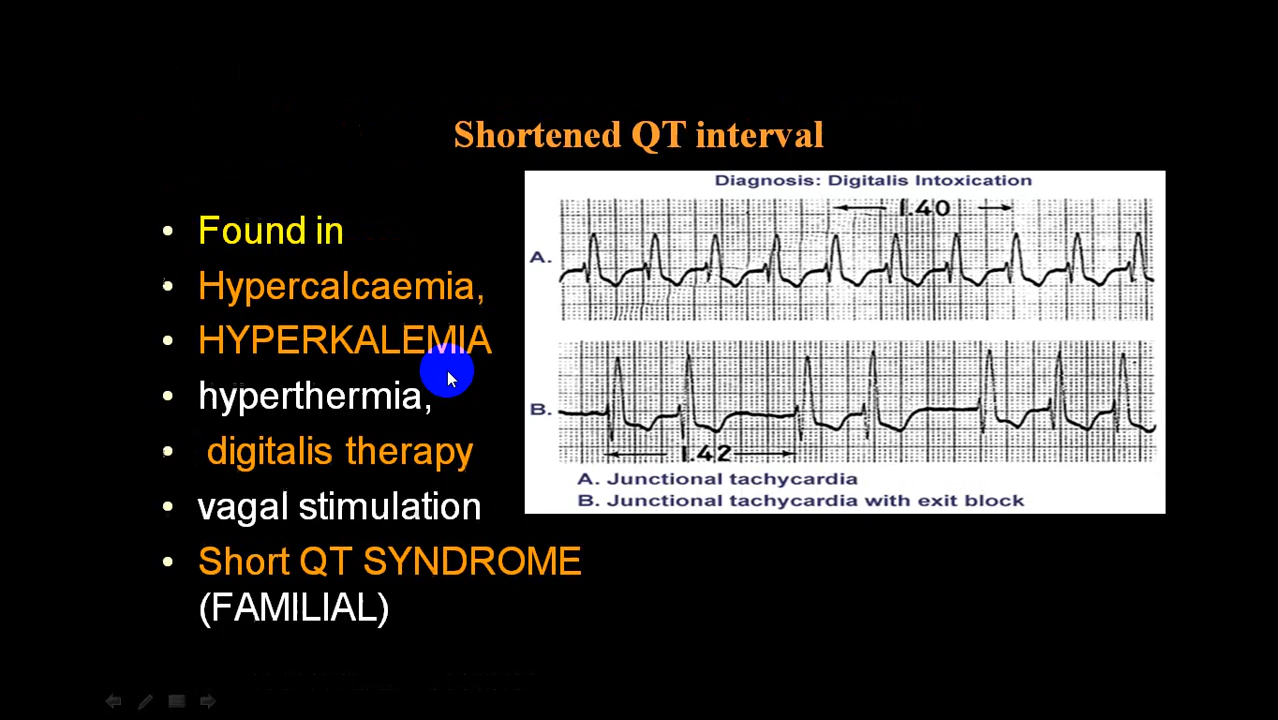 Shortened QT interval
• Found in
• Hypercalcaemia,
• HYPERKALEMIA
• hyperthermia,
• digitalis therapy
• vagal stimulation
• Short QT SYNDROME
(FAMILIAL)
Diagnosis: Digitalis Intoxication
1.40
A.
B.
1.42
A. Junctional tachycardia
B. Junctional tachycardia with exit block